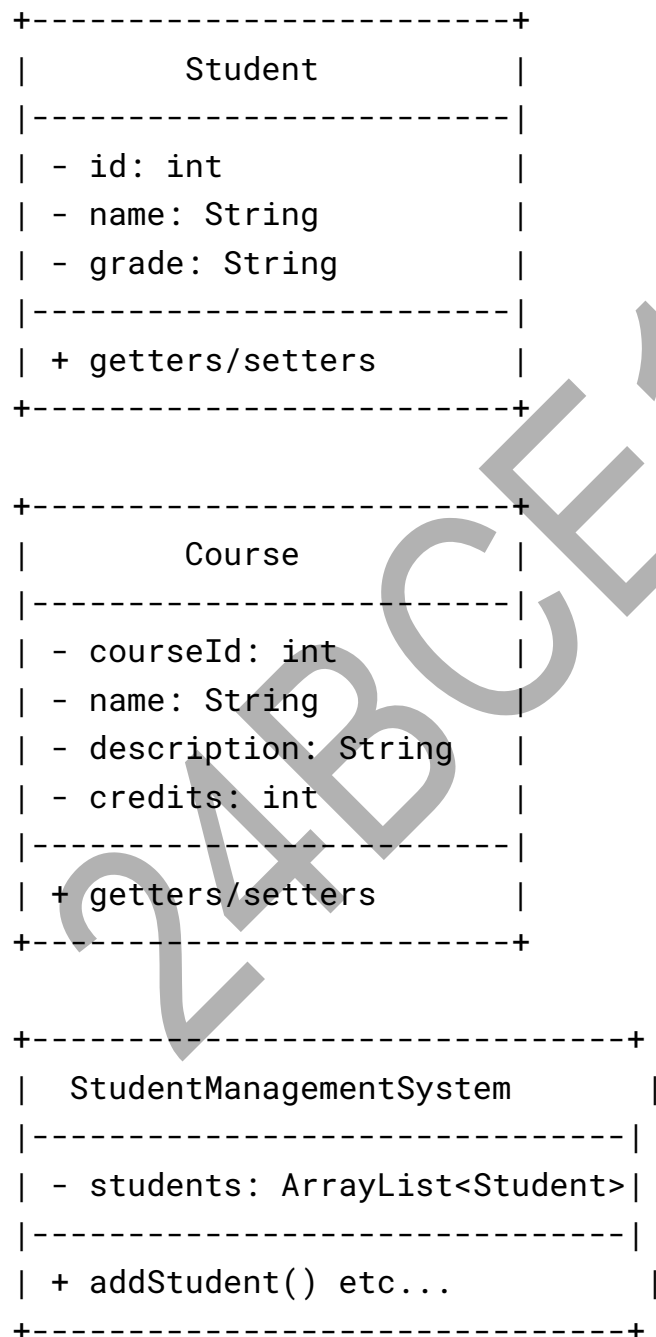 +-------------------------+
|        Student          |
|-------------------------|
| - id: int               |
| - name: String          |
| - grade: String         |
|-------------------------|
| + getters/setters       |
+-------------------------+
+-------------------------+
|        Course           |
|-------------------------|
| - courseId: int         |
| - name: String          |
| - description: String   |
| - credits: int          |
|-------------------------|
| + getters/setters       |
+-------------------------+
+-------------------------------+
|  StudentManagementSystem       |
|-------------------------------|
| - students: ArrayList<Student>|
|-------------------------------|
| + addStudent() etc...          |
+-------------------------------+
24BCE